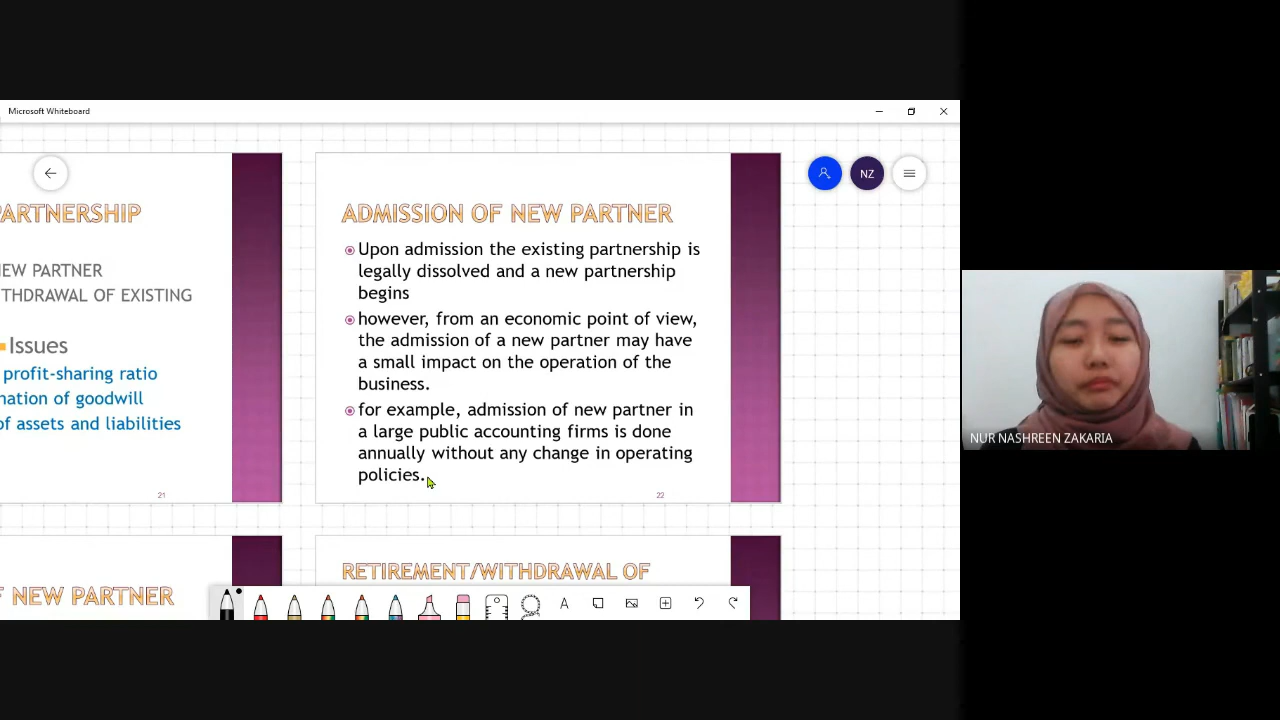 Microsoft Whiteboard
NZ
PARTNERSHIP
NEW PARTNER
THDRAWAL OF EXISTING
Issues
profit-sharing ratio
nation of goodwill
of assets and liabilities
21
ADMISSION OF NEW PARTNER
Upon admission the existing partnership is
legally dissolved and a new partnership
begins
however, from an economic point of view,
the admission of a new partner may have
a small impact on the operation of the
business.
for example, admission of new partner in
a large public accounting firms is done
annually without any change in operating
policies.
22
NUR NASHREEN ZAKARIA
F NEW PARTNER
RETIREMENT/WITHDRAWAL OF
A